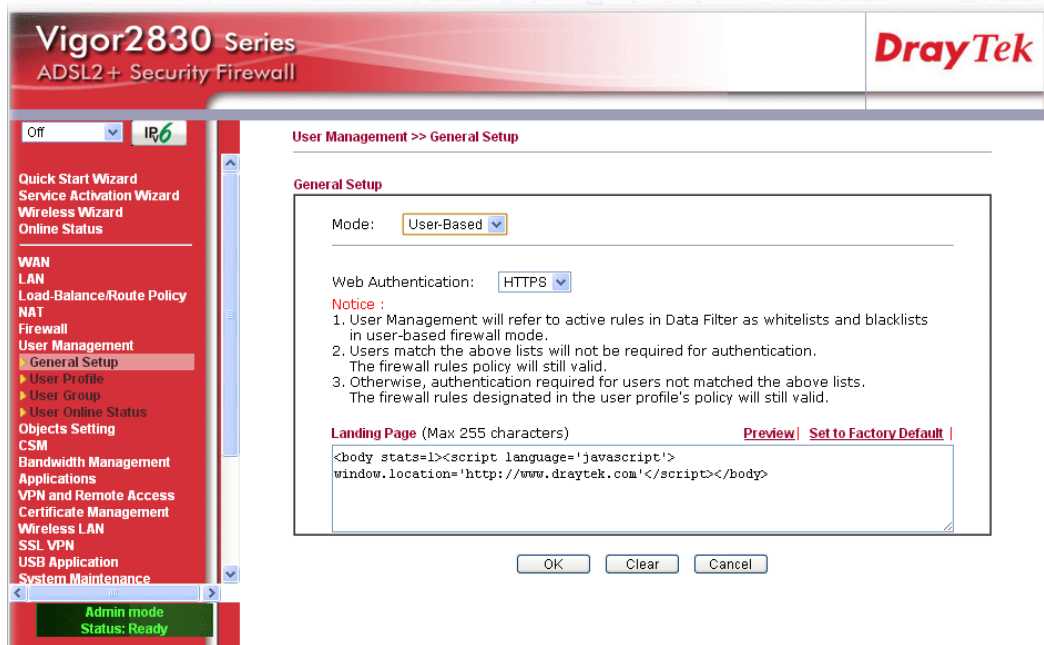 Vigor2830 Series
ADSL2+ Security Firewall
DrayTek
Off
IPv6
Quick Start Wizard
Service Activation Wizard
Wireless Wizard
Online Status
WAN
LAN
Load-Balance/Route Policy
NAT
Firewall
User Management
General Setup
User Profile
User Group
User Online Status
Objects Setting
CSM
Bandwidth Management
Applications
VPN and Remote Access
Certificate Management
Wireless LAN
SSL VPN
USB Application
System Maintenance
Admin mode
Status: Ready
User Management >> General Setup
General Setup
Mode: User-Based
Web Authentication: HTTPS
Notice :
1. User Management will refer to active rules in Data Filter as whitelists and blacklists
in user-based firewall mode.
2. Users match the above lists will not be required for authentication.
The firewall rules policy will still valid.
3. Otherwise, authentication required for users not matched the above lists.
The firewall rules designated in the user profile's policy will still valid.
Landing Page (Max 255 characters) Preview | Set to Factory Default |
<body stats=1><script language='javascript'>
window.location='http://www.draytek.com'</script></body>
OK Clear Cancel